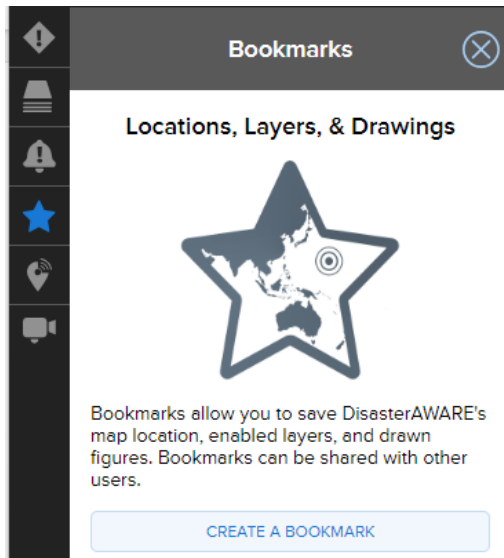 Bookmarks
Locations, Layers, & Drawings
Bookmarks allow you to save DisasterAWARE's
map location, enabled layers, and drawn
figures. Bookmarks can be shared with other
users.
CREATE A BOOKMARK